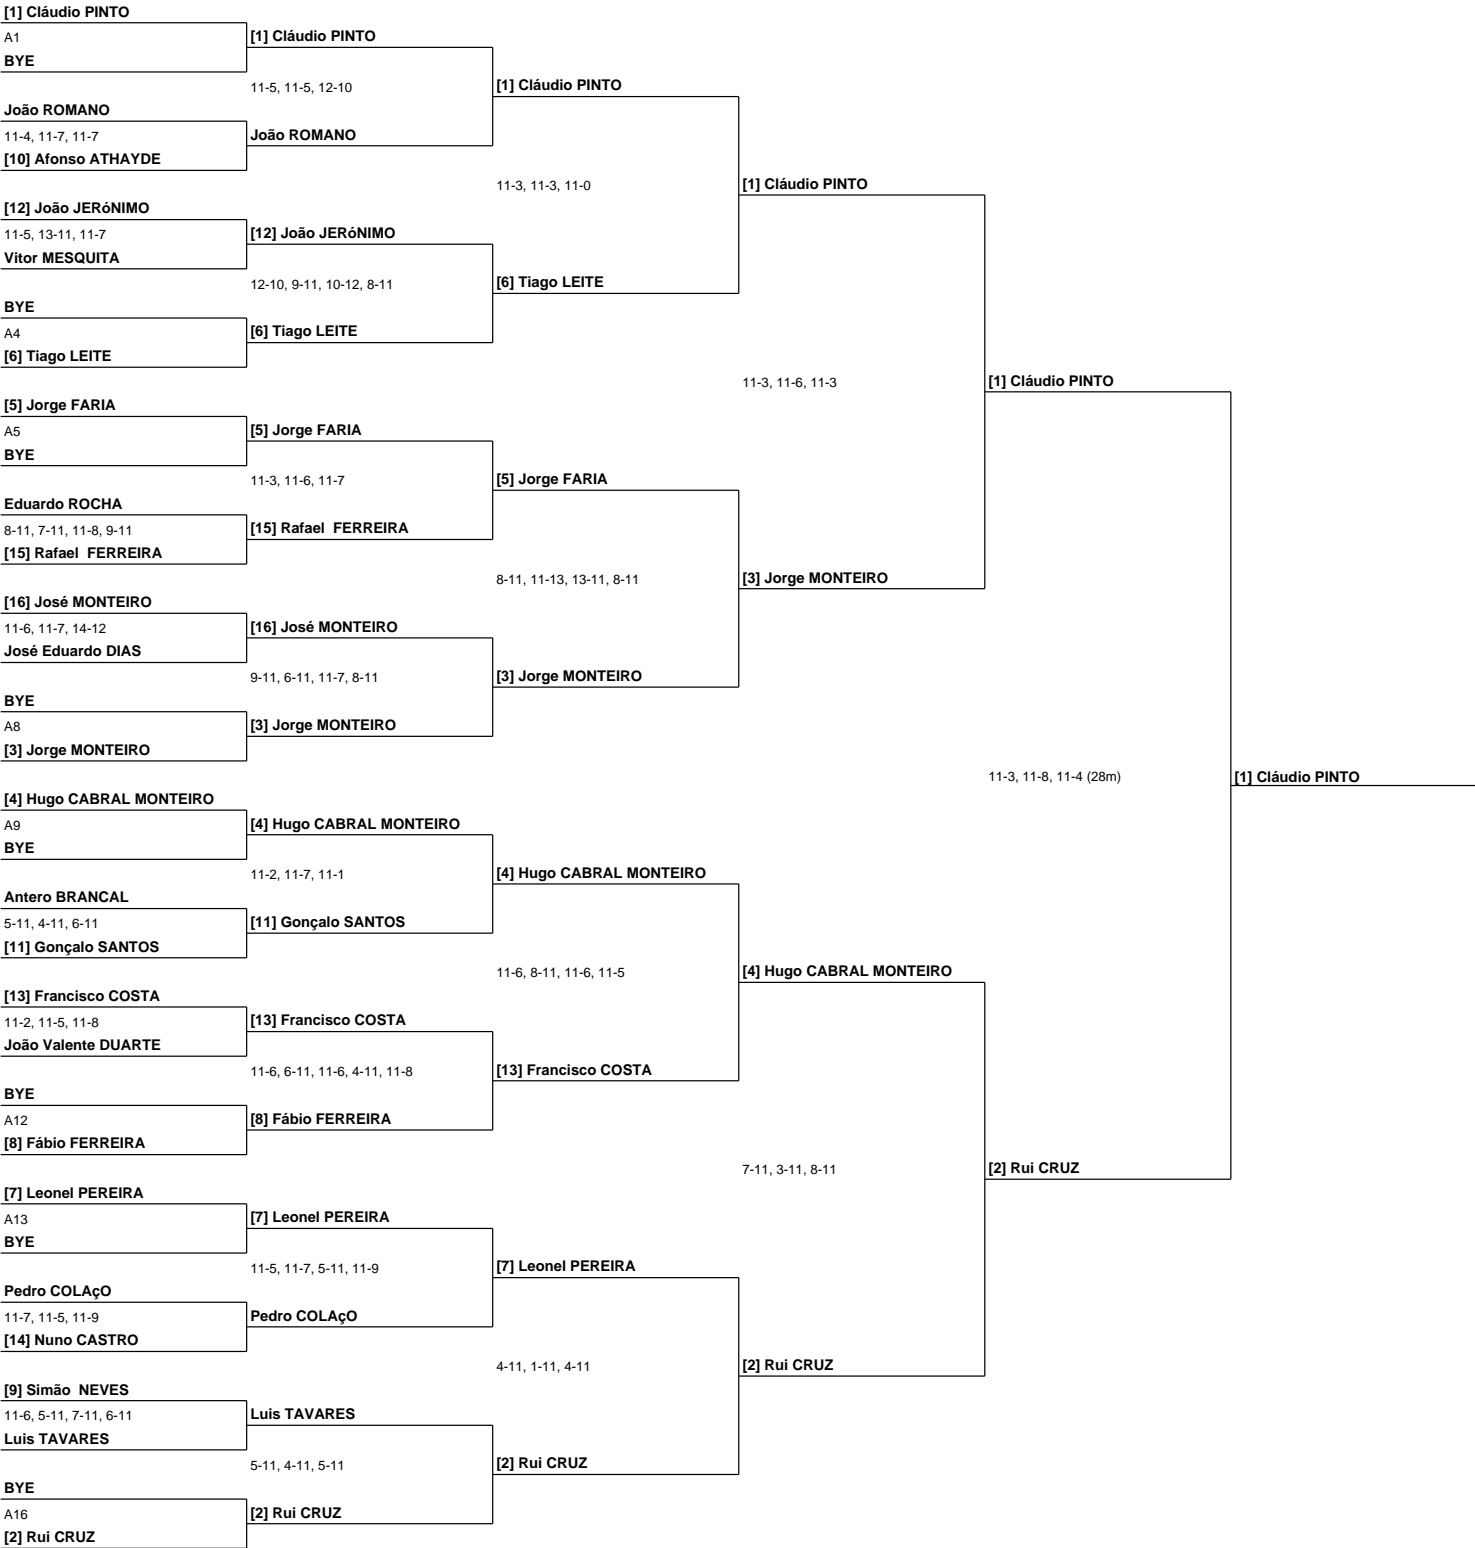 [1] Cláudio PINTO
A1
BYE
João ROMANO
11-4, 11-7, 11-7
[10] Afonso ATHAYDE
[12] João JERóNIMO
11-5, 13-11, 11-7
Vitor MESQUITA
BYE
A4
[6] Tiago LEITE
[5] Jorge FARIA
A5
BYE
Eduardo ROCHA
8-11, 7-11, 11-8, 9-11
[15] Rafael  FERREIRA
[16] José MONTEIRO
11-6, 11-7, 14-12
José Eduardo DIAS
BYE
A8
[3] Jorge MONTEIRO
[4] Hugo CABRAL MONTEIRO
A9
BYE
Antero BRANCAL
5-11, 4-11, 6-11
[11] Gonçalo SANTOS
[13] Francisco COSTA
11-2, 11-5, 11-8
João Valente DUARTE
BYE
A12
[8] Fábio FERREIRA
[7] Leonel PEREIRA
A13
BYE
Pedro COLAçO
11-7, 11-5, 11-9
[14] Nuno CASTRO
[9] Simão  NEVES
11-6, 5-11, 7-11, 6-11
Luis TAVARES
BYE
A16
[2] Rui CRUZ
[1] Cláudio PINTO
11-5, 11-5, 12-10
João ROMANO
[12] João JERóNIMO
12-10, 9-11, 10-12, 8-11
[6] Tiago LEITE
[5] Jorge FARIA
11-3, 11-6, 11-7
[15] Rafael  FERREIRA
[16] José MONTEIRO
9-11, 6-11, 11-7, 8-11
[3] Jorge MONTEIRO
[4] Hugo CABRAL MONTEIRO
11-2, 11-7, 11-1
[11] Gonçalo SANTOS
[13] Francisco COSTA
11-6, 6-11, 11-6, 4-11, 11-8
[8] Fábio FERREIRA
[7] Leonel PEREIRA
11-5, 11-7, 5-11, 11-9
Pedro COLAçO
Luis TAVARES
5-11, 4-11, 5-11
[2] Rui CRUZ
[1] Cláudio PINTO
11-3, 11-3, 11-0
[6] Tiago LEITE
[5] Jorge FARIA
8-11, 11-13, 13-11, 8-11
[3] Jorge MONTEIRO
[4] Hugo CABRAL MONTEIRO
11-6, 8-11, 11-6, 11-5
[13] Francisco COSTA
[7] Leonel PEREIRA
4-11, 1-11, 4-11
[2] Rui CRUZ
[1] Cláudio PINTO
11-3, 11-6, 11-3
[3] Jorge MONTEIRO
[4] Hugo CABRAL MONTEIRO
7-11, 3-11, 8-11
[2] Rui CRUZ
[1] Cláudio PINTO
11-3, 11-8, 11-4 (28m)
[2] Rui CRUZ
[1] Cláudio PINTO